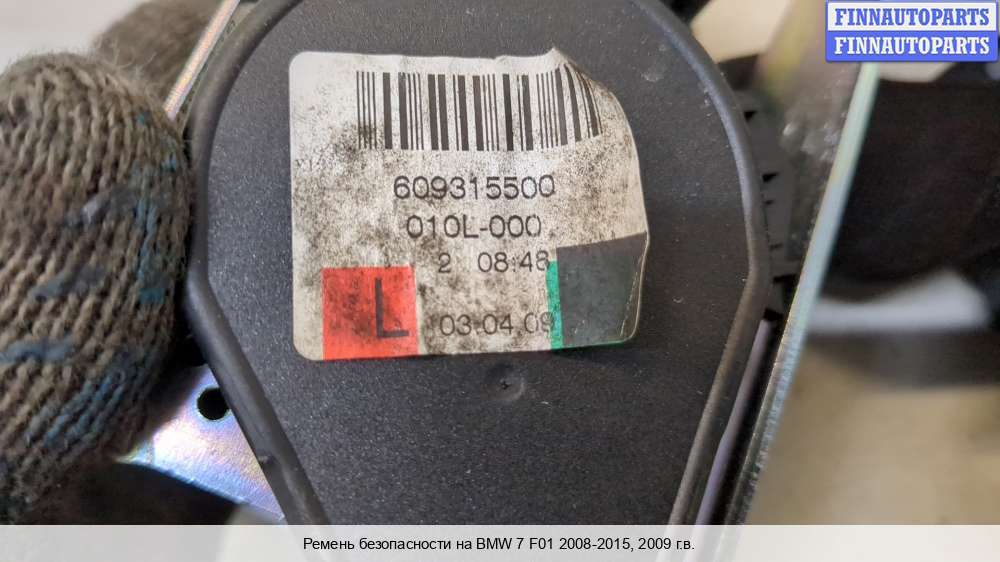 FINNAUTOPARTS
FINNAUTOPARTS
609315500
010L-000
2 08:48
L 03.04.09
Ремень безопасности на BMW 7 F01 2008-2015, 2009 г.в.